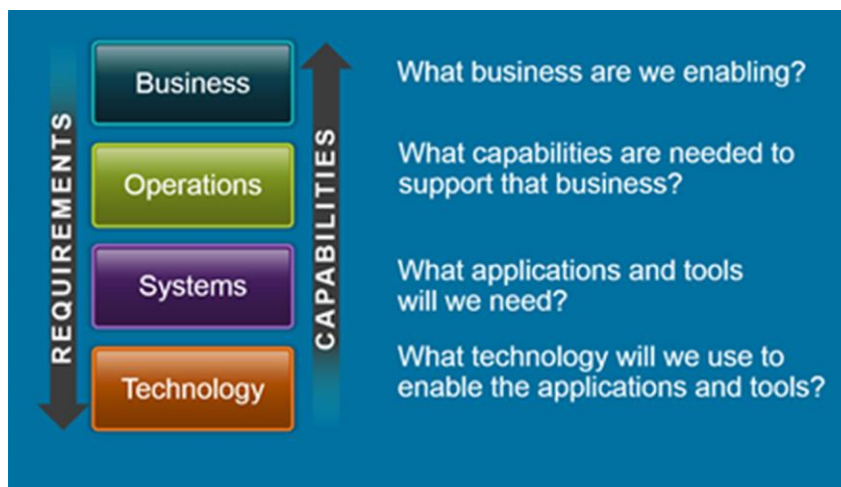 REQUIREMENTS
CAPABILITIES
Business
What business are we enabling?
Operations
What capabilities are needed to
support that business?
Systems
What applications and tools
will we need?
Technology
What technology will we use to
enable the applications and tools?